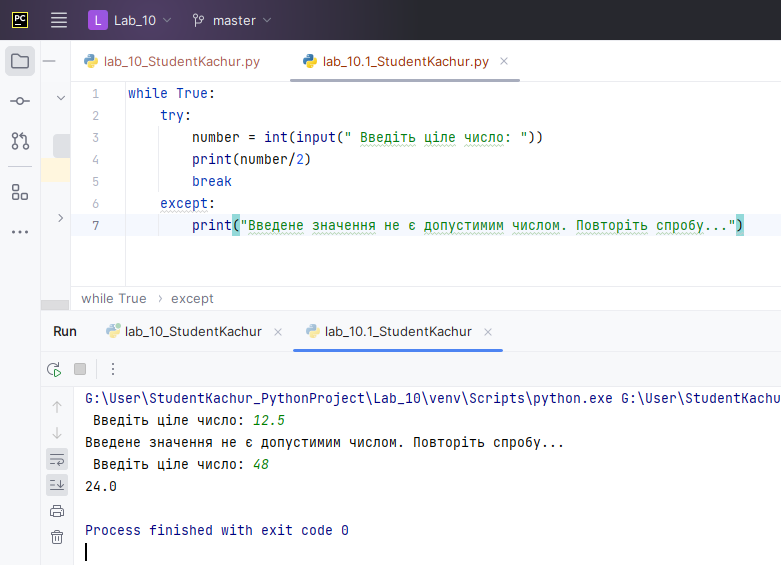 PC
L Lab_10 master
lab_10_StudentKachur.py lab_10.1_StudentKachur.py
1 while True:
2 try:
3 number = int(input(" Введіть ціле число: "))
4 print(number/2)
5 break
6 except:
7 print("Введене значення не є допустимим числом. Повторіть спробу...")
while True > except
Run lab_10_StudentKachur lab_10.1_StudentKachur
G:\User\StudentKachur_PythonProject\Lab_10\venv\Scripts\python.exe G:\User\StudentKachu
Введіть ціле число: 12.5
Введене значення не є допустимим числом. Повторіть спробу...
Введіть ціле число: 48
24.0
Process finished with exit code 0